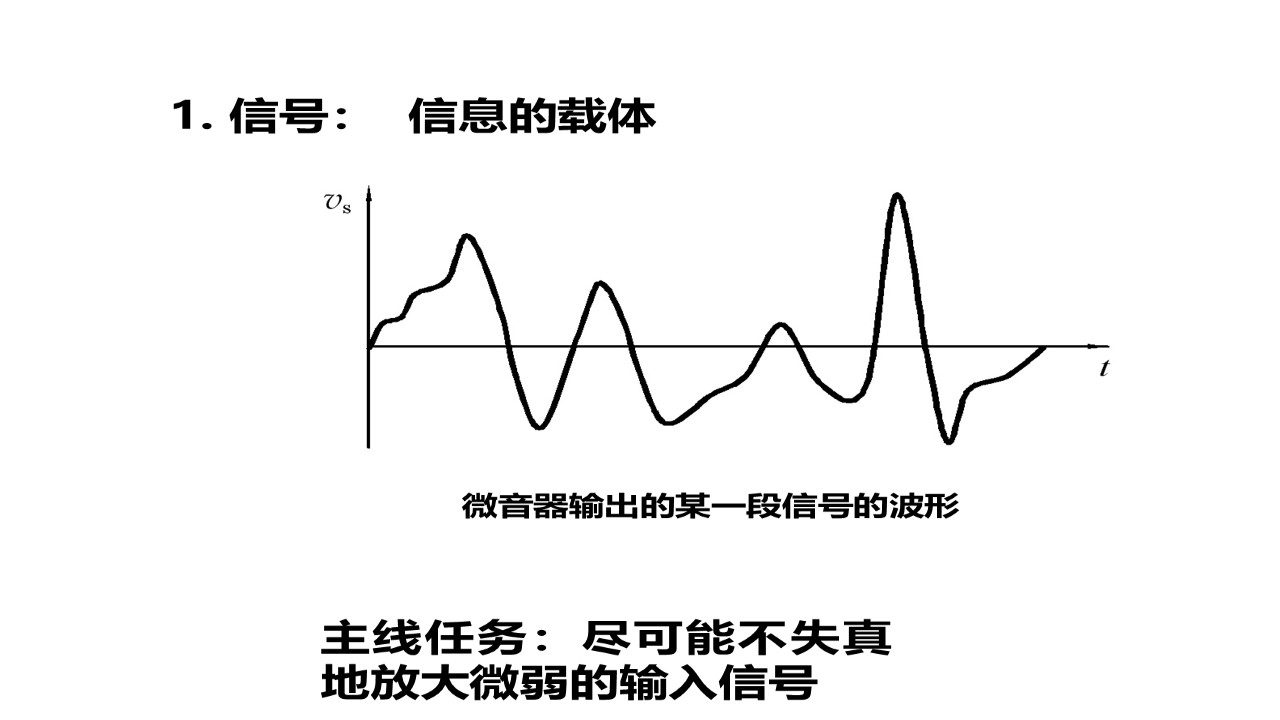 1. 信号： 信息的载体
vs
t
微音器输出的某一段信号的波形
主线任务：尽可能不失真
地放大微弱的输入信号